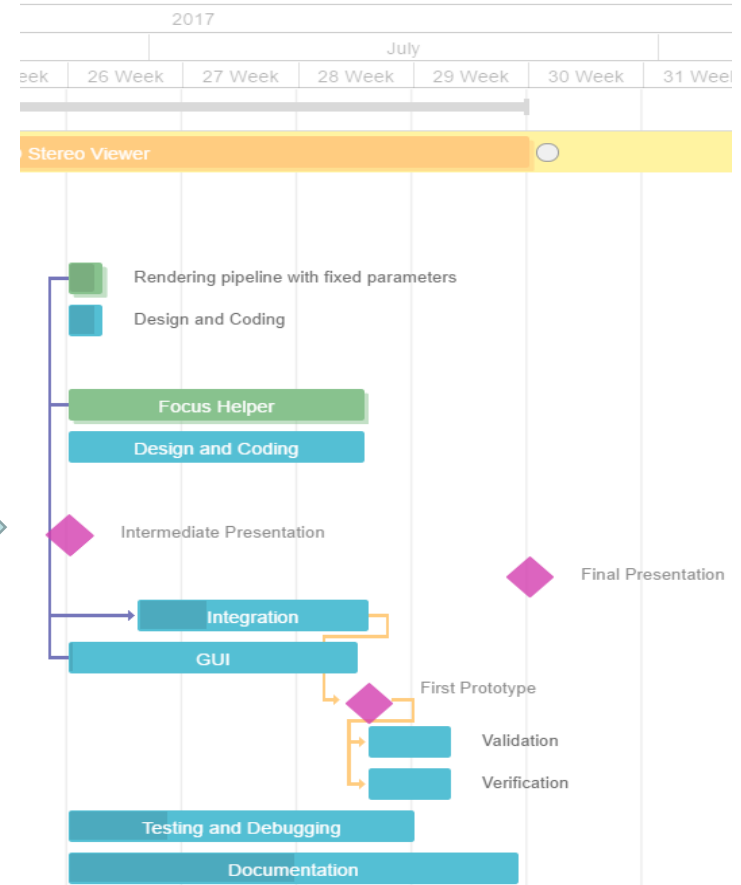 2017
July
eek 26 Week 27 Week 28 Week 29 Week 30 Week 31 Wee
Stereo Viewer
Rendering pipeline with fixed parameters
Design and Coding
Focus Helper
Design and Coding
Intermediate Presentation
Final Presentation
Integration
GUI
First Prototype
Validation
Verification
Testing and Debugging
Documentation